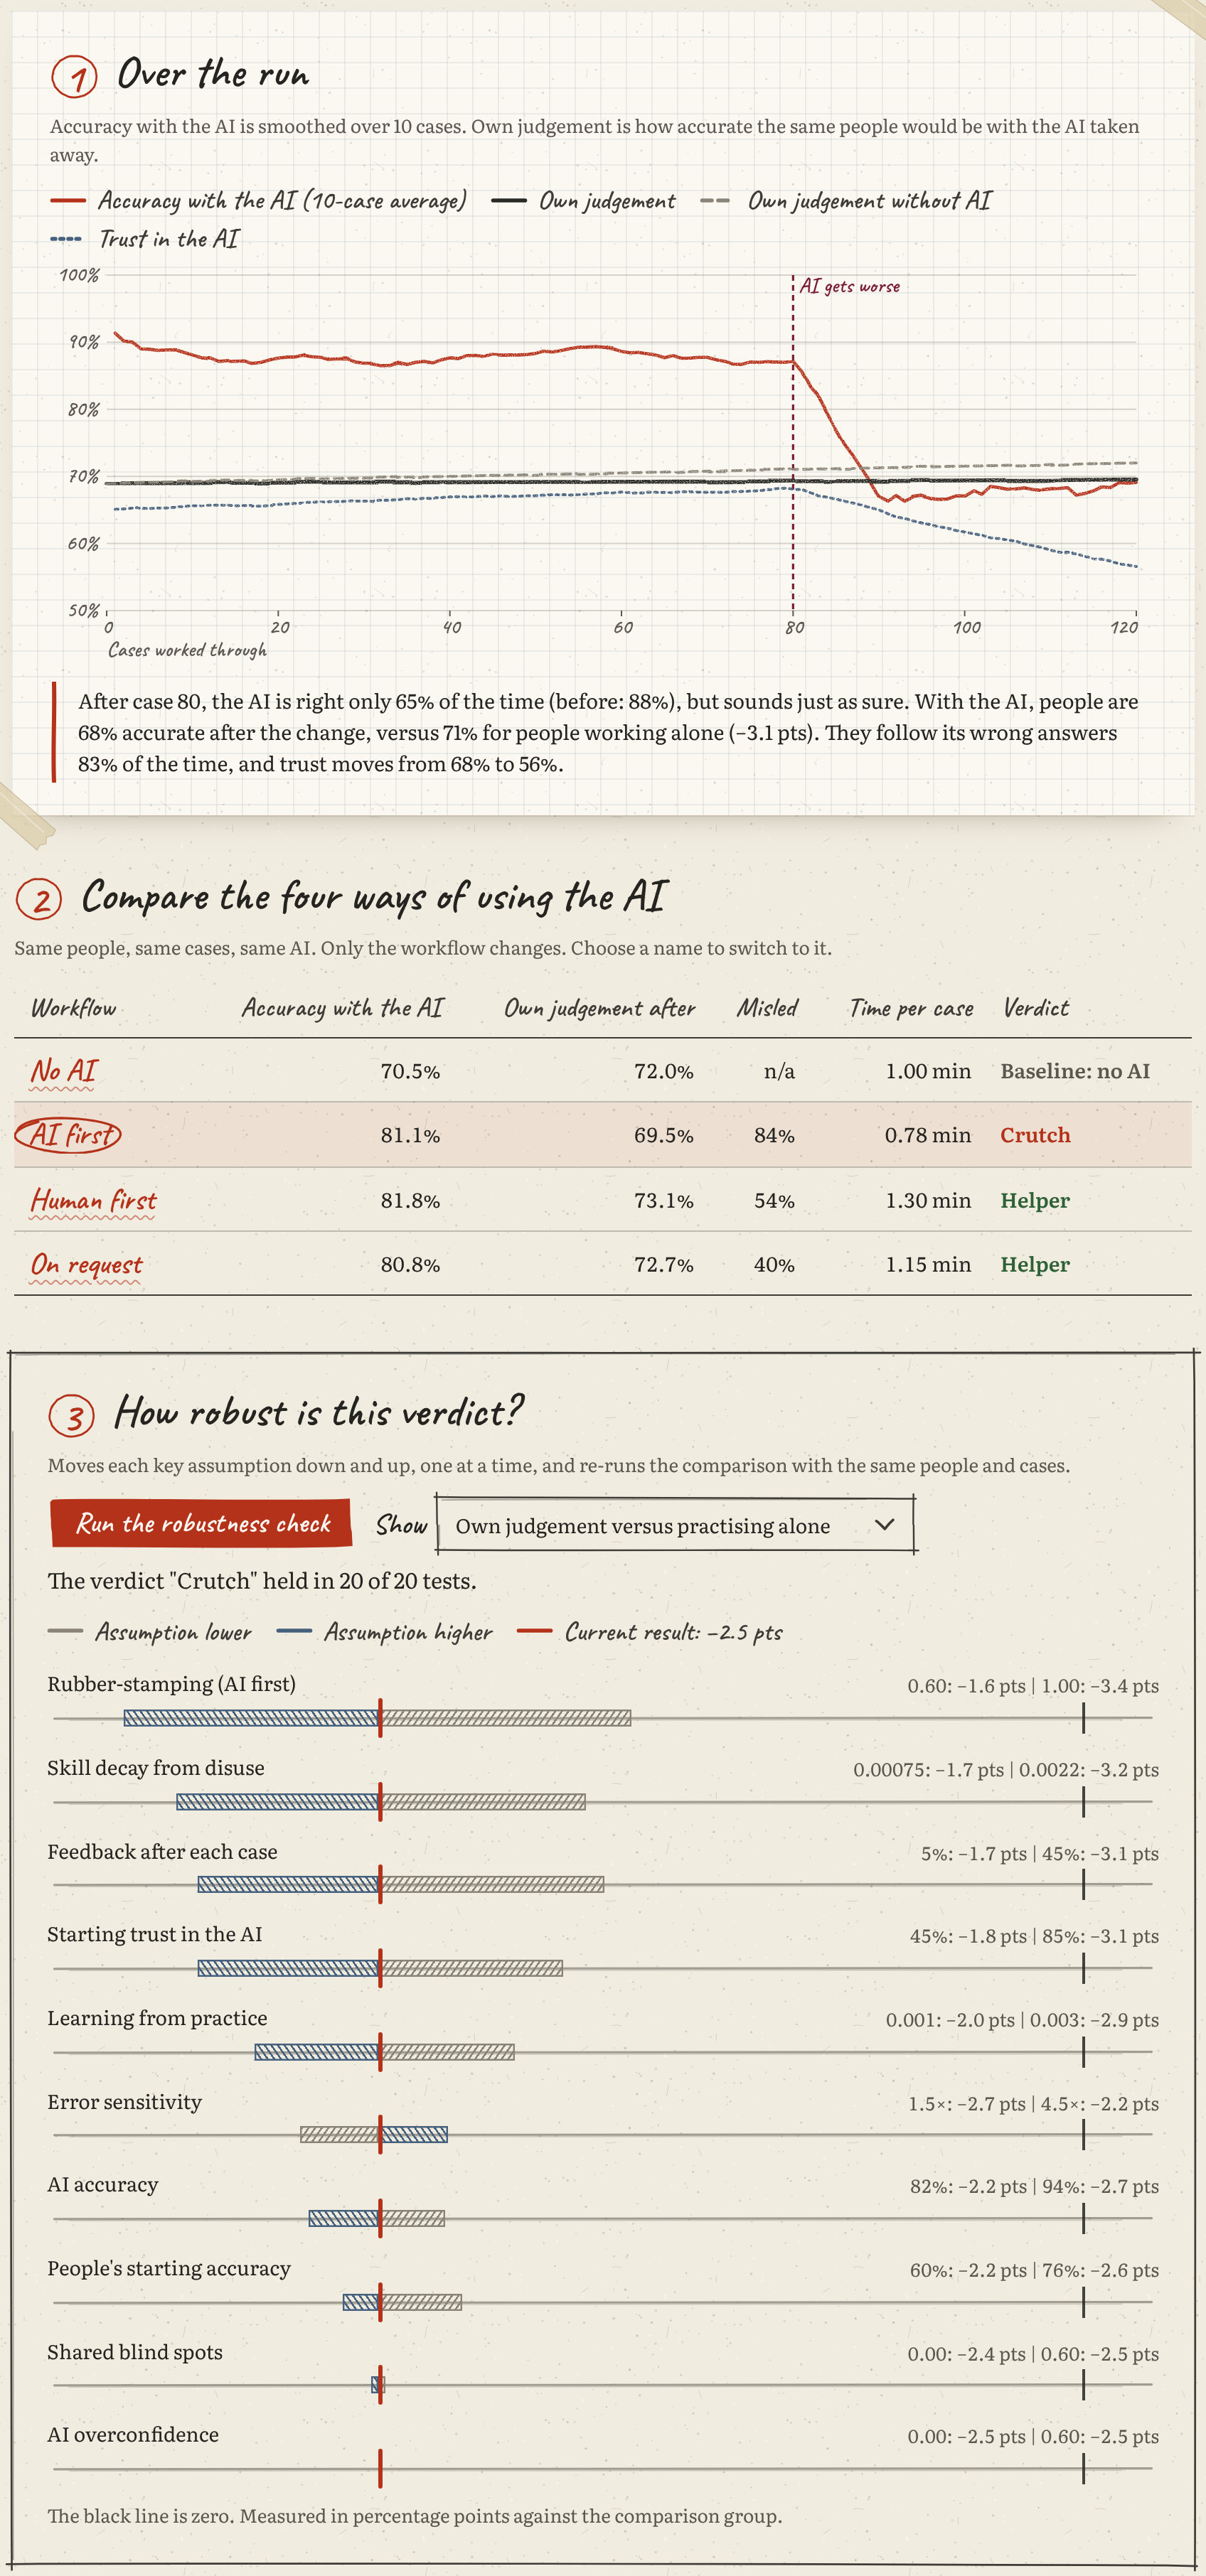 1 Over the run
Accuracy with the AI is smoothed over 10 cases. Own judgement is how accurate the same people would be with the AI taken
away.
Accuracy with the AI (10-case average) Own judgement Own judgement without AI
Trust in the AI
100%
AI gets worse
90%
80%
70%
60%
50%
0 20 40 60 80 100 120
Cases worked through
After case 80, the AI is right only 65% of the time (before: 88%), but sounds just as sure. With the AI, people are
68% accurate after the change, versus 71% for people working alone (−3.1 pts). They follow its wrong answers
83% of the time, and trust moves from 68% to 56%.
2 Compare the four ways of using the AI
Same people, same cases, same AI. Only the workflow changes. Choose a name to switch to it.
Workflow Accuracy with the AI Own judgement after Misled Time per case Verdict
No AI 70.5% 72.0% n/a 1.00 min Baseline: no AI
AI first 81.1% 69.5% 84% 0.78 min Crutch
Human first 81.8% 73.1% 54% 1.30 min Helper
On request 80.8% 72.7% 40% 1.15 min Helper
3 How robust is this verdict?
Moves each key assumption down and up, one at a time, and re-runs the comparison with the same people and cases.
Run the robustness check Show Own judgement versus practising alone
The verdict "Crutch" held in 20 of 20 tests.
Assumption lower Assumption higher Current result: −2.5 pts
Rubber-stamping (AI first) 0.60: −1.6 pts | 1.00: −3.4 pts
Skill decay from disuse 0.00075: −1.7 pts | 0.0022: −3.2 pts
Feedback after each case 5%: −1.7 pts | 45%: −3.1 pts
Starting trust in the AI 45%: −1.8 pts | 85%: −3.1 pts
Learning from practice 0.001: −2.0 pts | 0.003: −2.9 pts
Error sensitivity 1.5×: −2.7 pts | 4.5×: −2.2 pts
AI accuracy 82%: −2.2 pts | 94%: −2.7 pts
People's starting accuracy 60%: −2.2 pts | 76%: −2.6 pts
Shared blind spots 0.00: −2.4 pts | 0.60: −2.5 pts
AI overconfidence 0.00: −2.5 pts | 0.60: −2.5 pts
The black line is zero. Measured in percentage points against the comparison group.